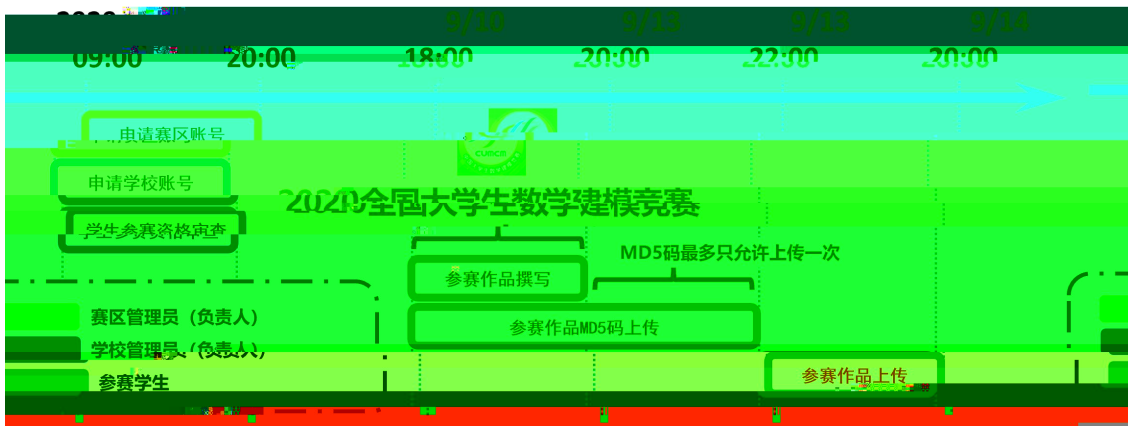 2020
9/10 9/13 9/13 9/14
09:00 20:00 18:00 20:00 22:00 20:00
申请赛区账号
CUMCM
申请学校账号
2020全国大学生数学建模竞赛
学生参赛资格审查
MD5码最多只允许上传一次
参赛作品撰写
赛区管理员（负责人）
参赛作品MD5码上传
学校管理员（负责人）
参赛作品上传
参赛学生